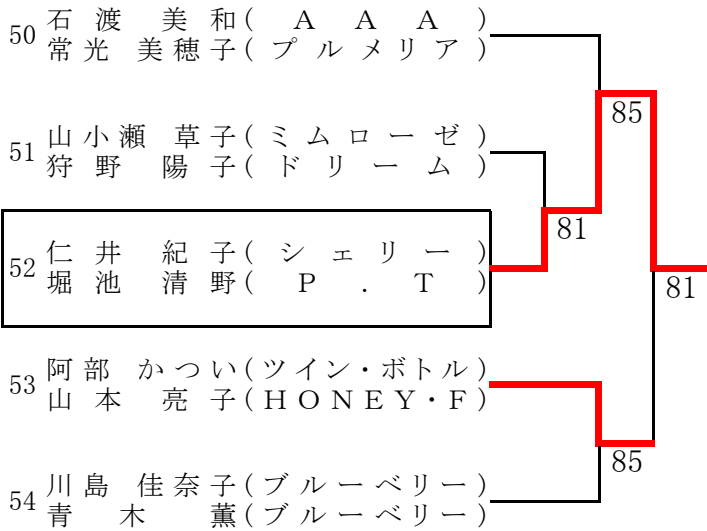 50 石渡 美和(AAA)
常光 美穂子(プルメリア)
85
51 山小瀬 草子(ミムローゼ)
狩野 陽子(ドリーム)
81
52 仁井 紀子(シェリー)
堀池 清野(P.T)
81
53 阿部 かつい(ツイン・ボトル)
山本 亮子(HONEY・F)
85
54 川島 佳奈子(ブルーベリー)
青木 薫(ブルーベリー)